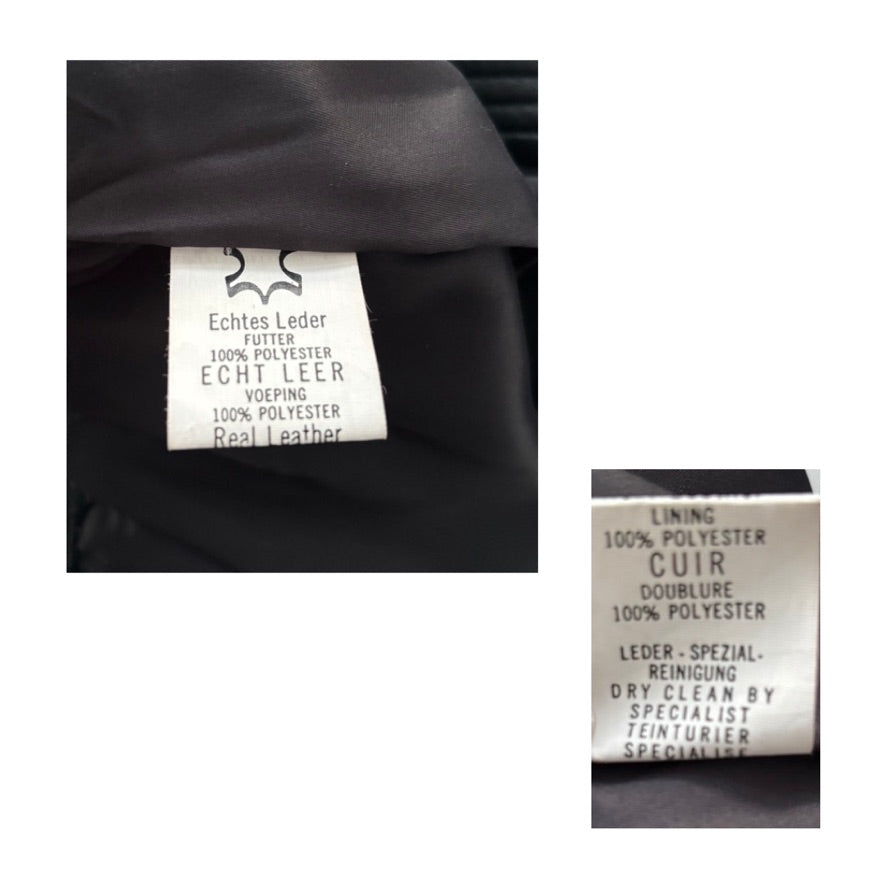 Echtes Leder
FUTTER
100% POLYESTER
ECHT LEER
VOEPING
100% POLYESTER
Real Leather
LINING
100% POLYESTER
CUIR
DOUBLURE
100% POLYESTER
LEDER - SPEZIAL-
REINIGUNG
DRY CLEAN BY
SPECIALIST
TEINTURIER
SPECIALISE